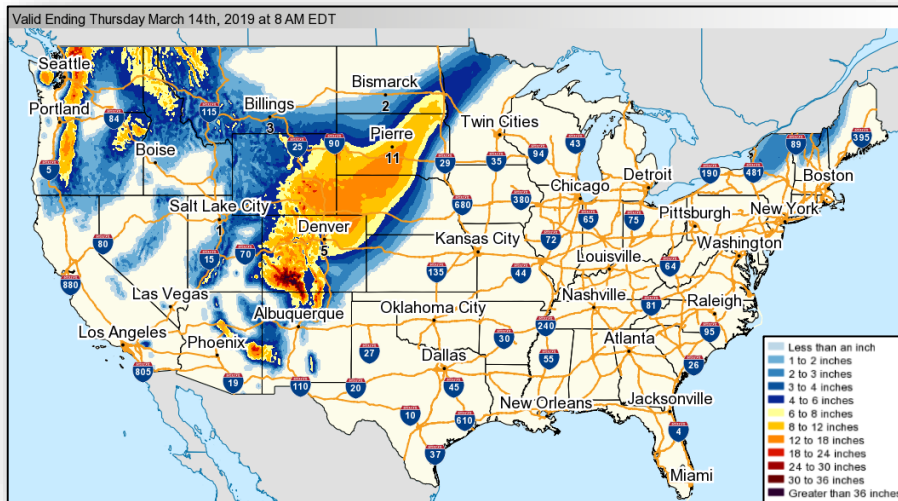 Valid Ending Thursday March 14th, 2019 at 8 AM EDT
Seattle
Portland
84
115
Billings
3
Bismarck
2
Twin Cities
5
Boise
25
90
Pierre
11
29
35
94
43
190
481
89
395
Boston
Salt Lake City
1
Denver
5
680
380
Chicago
Detroit
New York
80
15
70
65
75
Pittsburgh
Washington
880
Las Vegas
135
Kansas City
72
44
Louisville
64
Los Angeles
Albuquerque
Oklahoma City
Nashville
81
Raleigh
805
Phoenix
27
30
240
Atlanta
95
19
110
20
Dallas
45
55
26
10
610
New Orleans
Jacksonville
37
4
Miami
Less than an inch
1 to 2 inches
2 to 3 inches
3 to 4 inches
4 to 6 inches
6 to 8 inches
8 to 12 inches
12 to 18 inches
18 to 24 inches
24 to 30 inches
30 to 36 inches
Greater than 36 inches